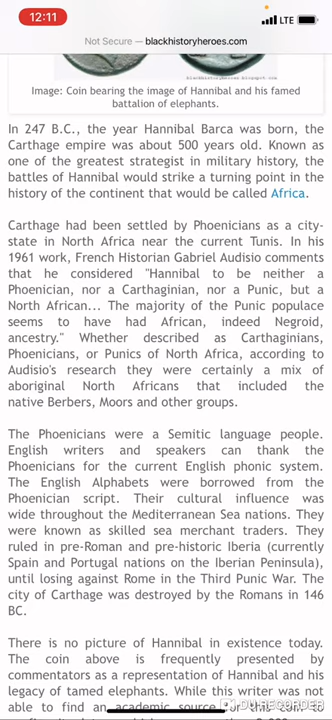 12:11
LTE
Not Secure — blackhistoryheroes.com
blackhistoryheroes.blogspot.com
Image: Coin bearing the image of Hannibal and his famed
battalion of elephants.
In 247 B.C., the year Hannibal Barca was born, the
Carthage empire was about 500 years old. Known as
one of the greatest strategist in military history, the
battles of Hannibal would strike a turning point in the
history of the continent that would be called Africa.
Carthage had been settled by Phoenicians as a city-
state in North Africa near the current Tunis. In his
1961 work, French Historian Gabriel Audisio comments
that he considered "Hannibal to be neither a
Phoenician, nor a Carthaginian, nor a Punic, but a
North African... The majority of the Punic populace
seems to have had African, indeed Negroid,
ancestry." Whether described as Carthaginians,
Phoenicians, or Punics of North Africa, according to
Audisio's research they were certainly a mix of
aboriginal North Africans that included the
native Berbers, Moors and other groups.
The Phoenicians were a Semitic language people.
English writers and speakers can thank the
Phoenicians for the current English phonic system.
The English Alphabets were borrowed from the
Phoenician script. Their cultural influence was
wide throughout the Mediterranean Sea nations. They
were known as skilled sea merchant traders. They
ruled in pre-Roman and pre-historic Iberia (currently
Spain and Portugal nations on the Iberian Peninsula),
until losing against Rome in the Third Punic War. The
city of Carthage was destroyed by the Romans in 146
BC.
There is no picture of Hannibal in existence today.
The coin above is frequently presented by
commentators as a representation of Hannibal and his
legacy of tamed elephants. While this writer was not
able to find an academic source for this coin to
RECORDER